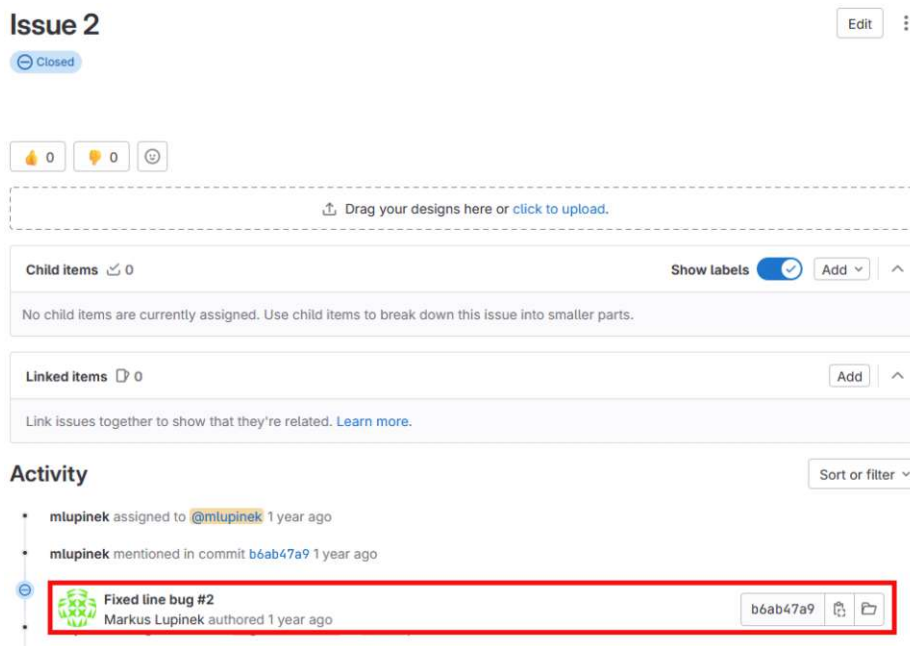 Issue 2
Edit
Closed
0 0
Drag your designs here or click to upload.
Child items 0 Show labels Add
No child items are currently assigned. Use child items to break down this issue into smaller parts.
Linked items 0 Add
Link issues together to show that they're related. Learn more.
Activity Sort or filter
mlupinek assigned to @mlupinek 1 year ago
mlupinek mentioned in commit b6ab47a9 1 year ago
Fixed line bug #2
Markus Lupinek authored 1 year ago b6ab47a9